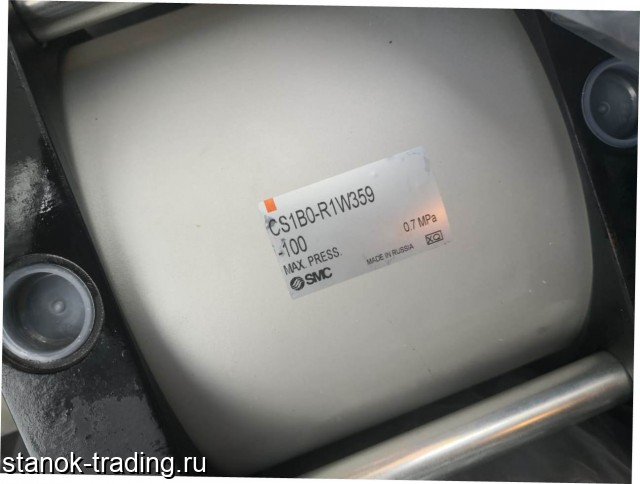 CS1B0-R1W359
-100
MAX. PRESS. 0.7 MPa
SMC MADE IN RUSSIA XQ
stanok-trading.ru